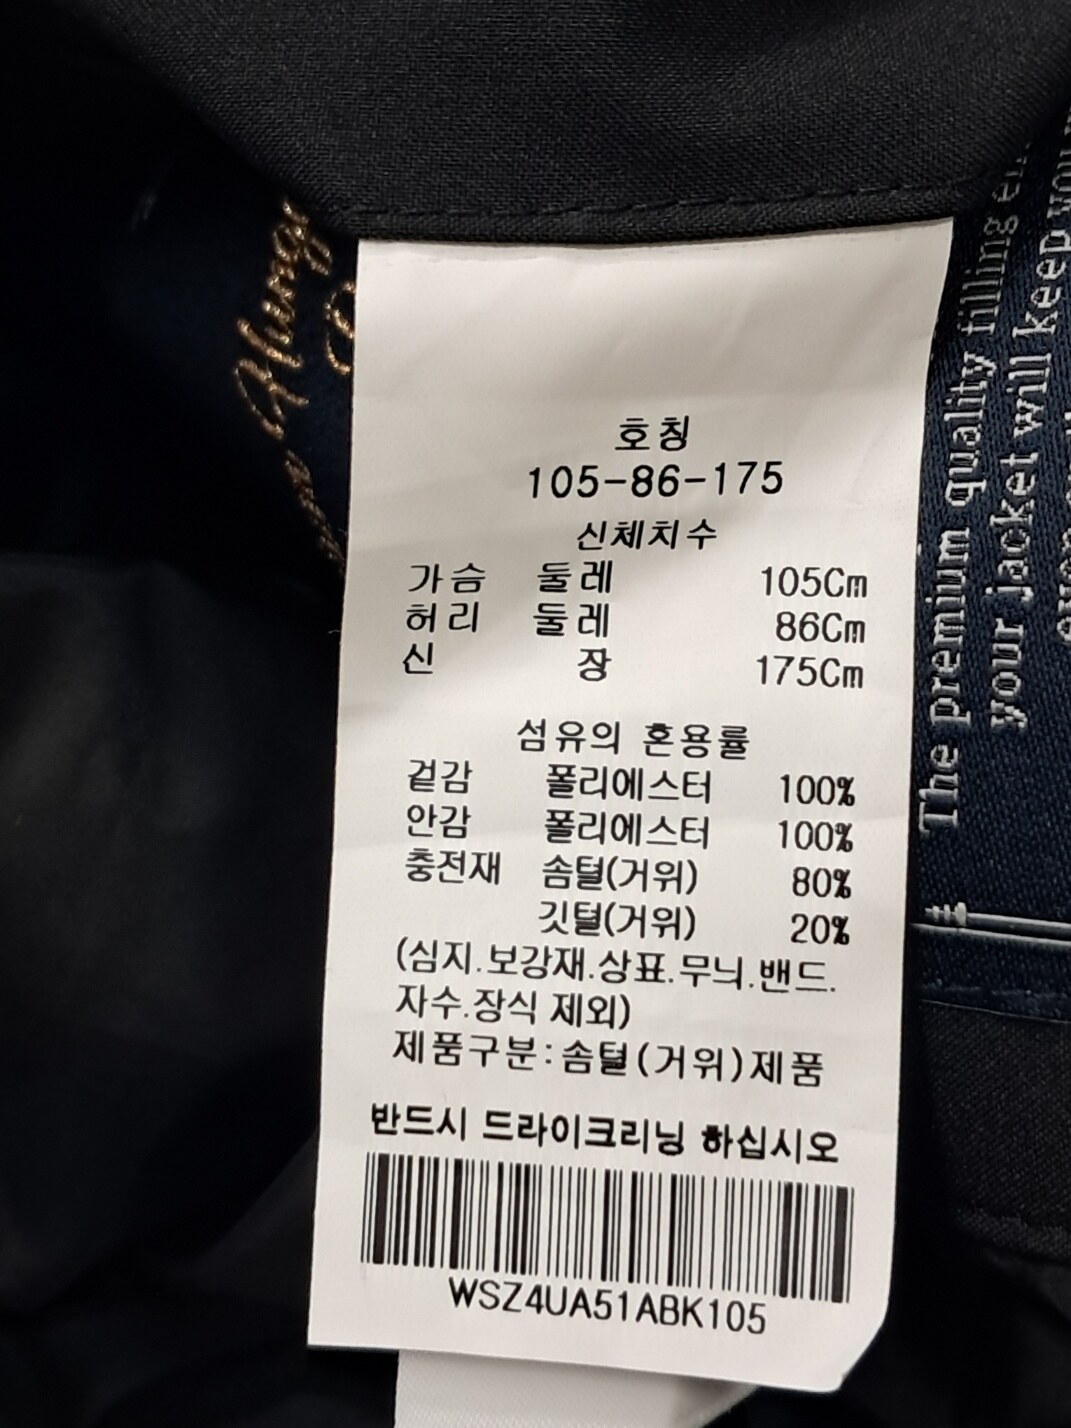 호칭
105-86-175
신체치수
가슴 둘레 105Cm
허리 둘레 86Cm
신 장 175Cm
섬유의 혼용률
겉감 폴리에스터 100%
안감 폴리에스터 100%
충전재 솜털(거위) 80%
깃털(거위) 20%
(심지.보강재.상표.무늬.밴드.
자수.장식 제외)
제품구분:솜털(거위)제품
반드시 드라이크리닝 하십시오
WSZ4UA51ABK105
The premium quality filling
your jacket will keep you